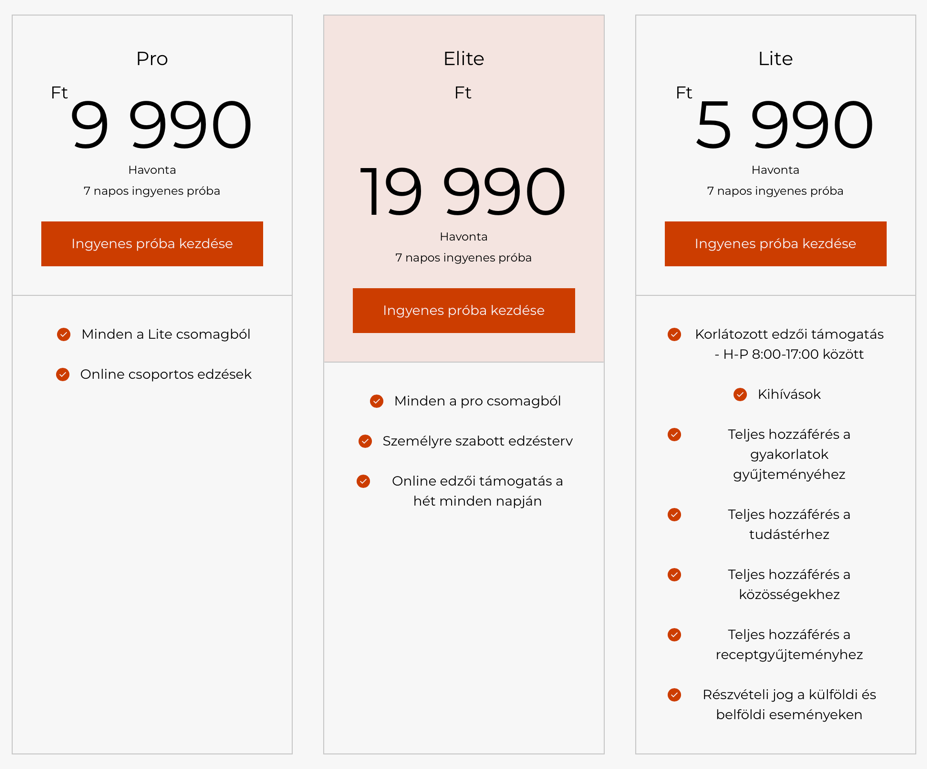 Pro
Ft
9 990
Havonta
7 napos ingyenes próba
Ingyenes próba kezdése
Minden a Lite csomagból
Online csoportos edzések
Elite
Ft
19 990
Havonta
7 napos ingyenes próba
Ingyenes próba kezdése
Minden a pro csomagból
Személyre szabott edzésterv
Online edzői támogatás a
hét minden napján
Lite
Ft
5 990
Havonta
7 napos ingyenes próba
Ingyenes próba kezdése
Korlátozott edzői támogatás
- H-P 8:00-17:00 között
Kihívások
Teljes hozzáférés a
gyakorlatok
gyűjteményéhez
Teljes hozzáférés a
tudástérhez
Teljes hozzáférés a
közösségekhez
Teljes hozzáférés a
receptgyűjteményhez
Részvételi jog a külföldi és
belföldi eseményeken